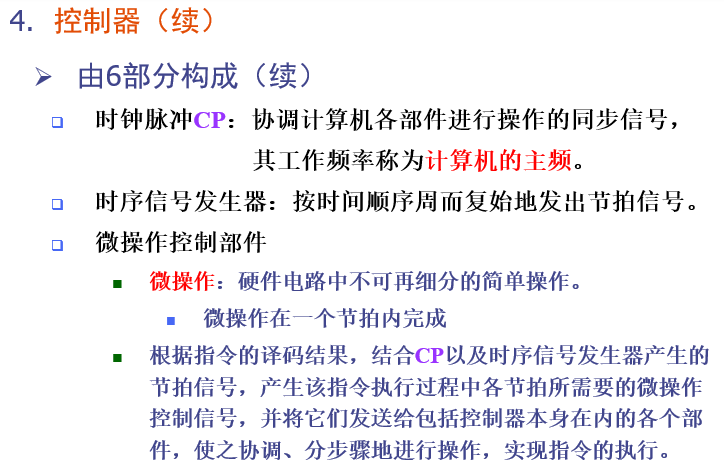 4. 控制器（续）
由6部分构成（续）
时钟脉冲CP：协调计算机各部件进行操作的同步信号，
其工作频率称为计算机的主频。
时序信号发生器：按时间顺序周而复始地发出节拍信号。
微操作控制部件
微操作：硬件电路中不可再细分的简单操作。
微操作在一个节拍内完成
根据指令的译码结果，结合CP以及时序信号发生器产生的
节拍信号，产生该指令执行过程中各节拍所需要的微操作
控制信号，并将它们发送给包括控制器本身在内的各个部
件，使之协调、分步骤地进行操作，实现指令的执行。